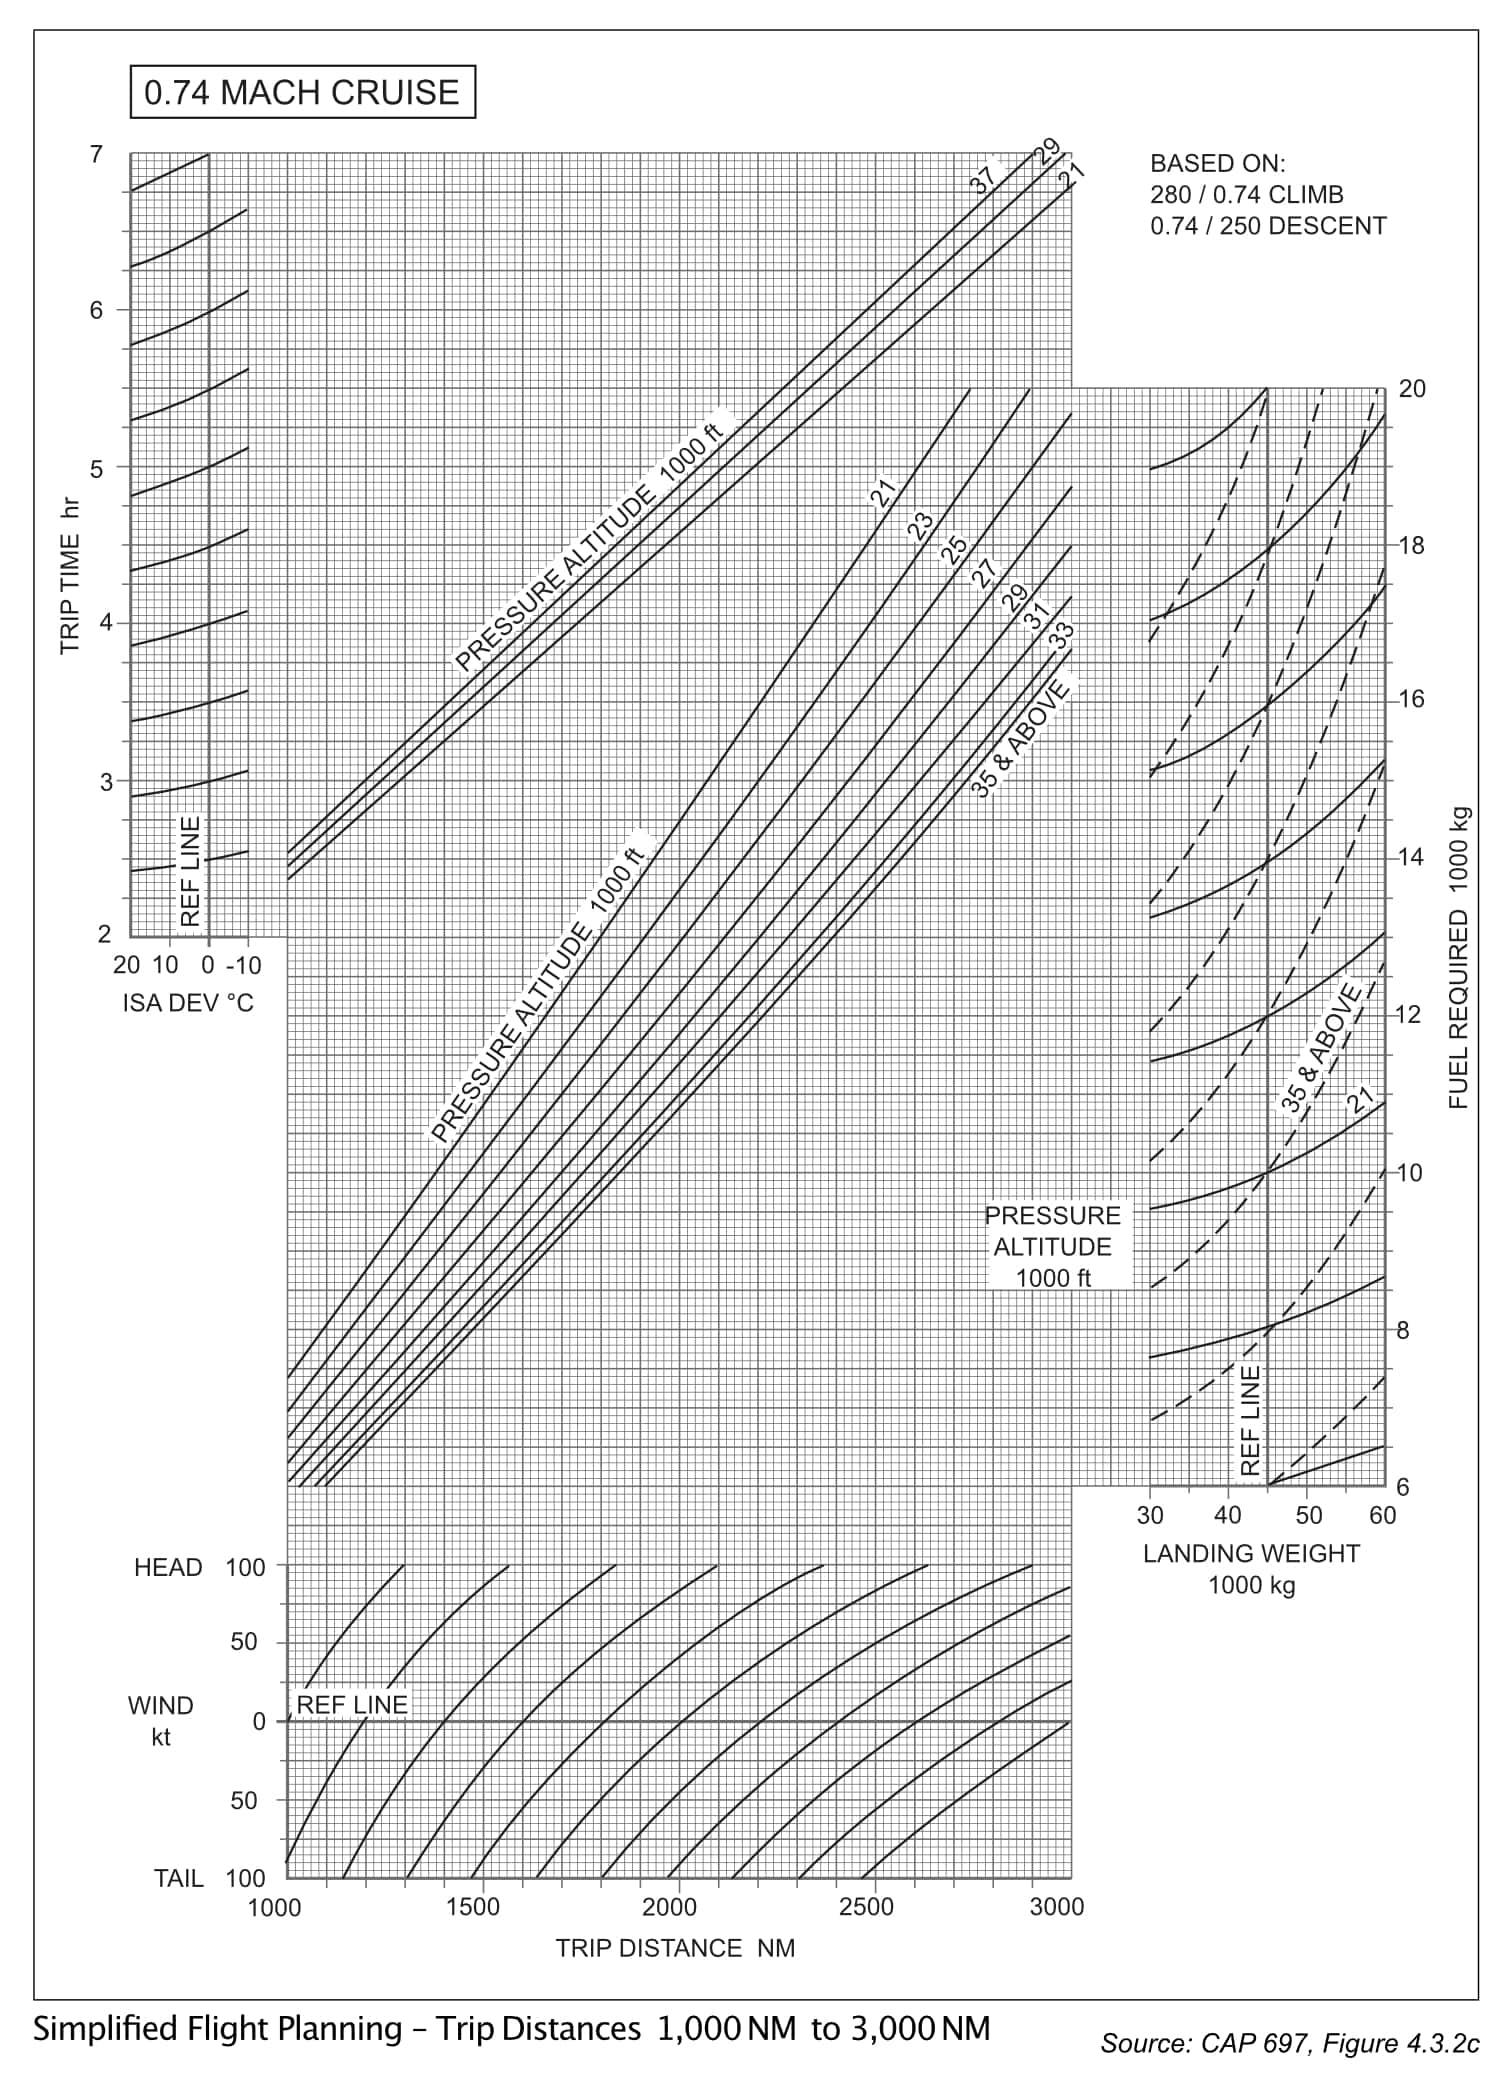 0.74 MACH CRUISE
BASED ON:
280 / 0.74 CLIMB
0.74 / 250 DESCENT
7
6
5
4
3
2
TRIP TIME hr
REF LINE
20 10 0 -10
ISA DEV °C
PRESSURE ALTITUDE 1000 ft
37
29
21
PRESSURE ALTITUDE 1000 ft
21
23
25
27
29
31
33
35 & ABOVE
20
18
16
14
12
10
8
6
FUEL REQUIRED 1000 kg
35 & ABOVE
21
PRESSURE
ALTITUDE
1000 ft
REF LINE
30 40 50 60
LANDING WEIGHT
1000 kg
HEAD 100
50
WIND
kt
0
REF LINE
50
TAIL 100
1000 1500 2000 2500 3000
TRIP DISTANCE NM
Simplified Flight Planning – Trip Distances 1,000 NM to 3,000 NM
Source: CAP 697, Figure 4.3.2c